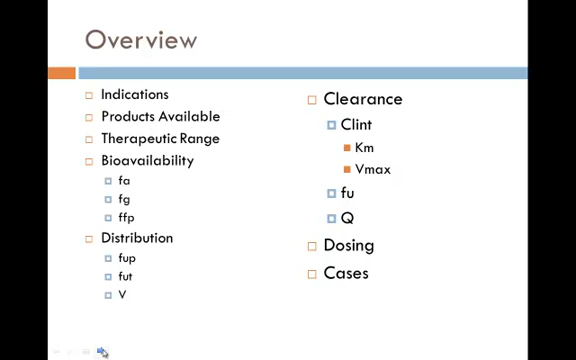 Overview
Indications
Products Available
Therapeutic Range
Bioavailability
fa
fg
ffp
Distribution
fup
fut
V
Clearance
Clint
Km
Vmax
fu
Q
Dosing
Cases